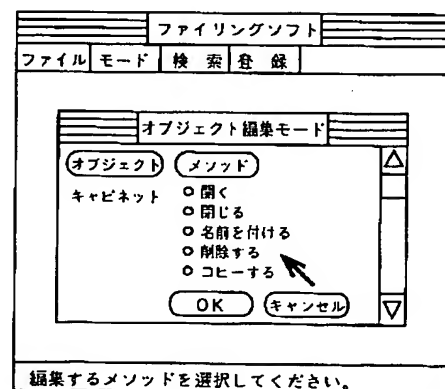 ファイリングソフト
ファイル モード 検 索 登 録
オブジェクト編集モード
オブジェクト メソッド
キャビネット
開く
閉じる
名前を付ける
削除する
コピーする
OK キャンセル
編集するメソッドを選択してください。